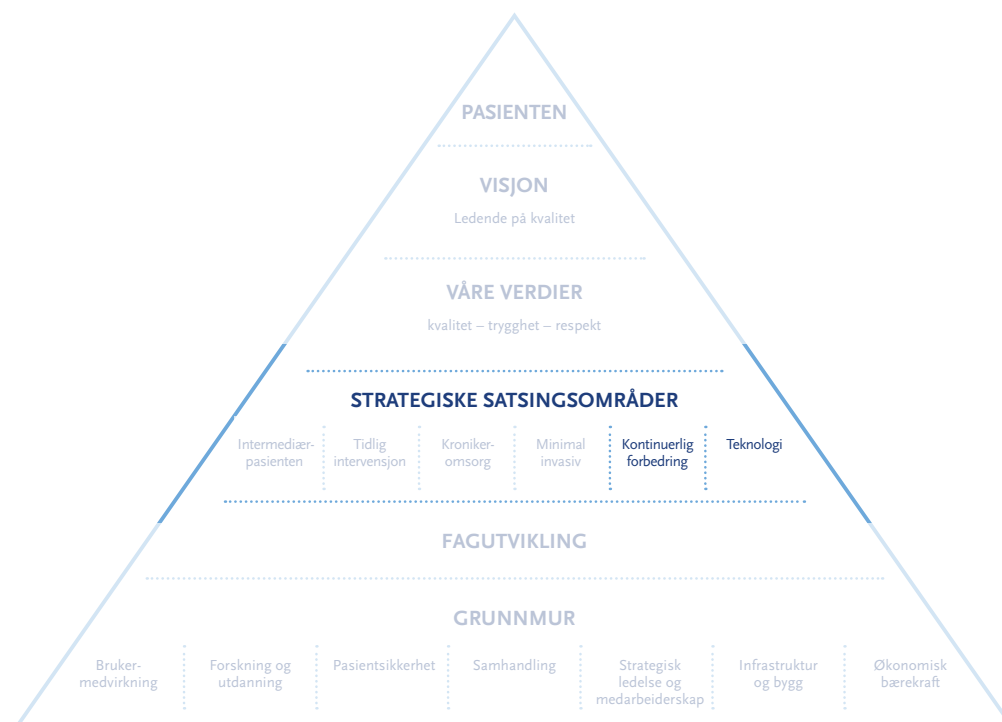 PASIENTEN
VISJON
Ledende på kvalitet
VÅRE VERDIER
kvalitet – trygghet – respekt
STRATEGISKE SATSINGSOMRÅDER
Intermediær-
pasienten
Tidlig
intervensjon
Kroniker-
omsorg
Minimal
invasiv
Kontinuerlig
forbedring
Teknologi
FAGUTVIKLING
GRUNNMUR
Bruker-
medvirkning
Forskning og
utdanning
Pasientsikkerhet
Samhandling
Strategisk
ledelse og
medarbeiderskap
Infrastruktur
og bygg
Økonomisk
bærekraft